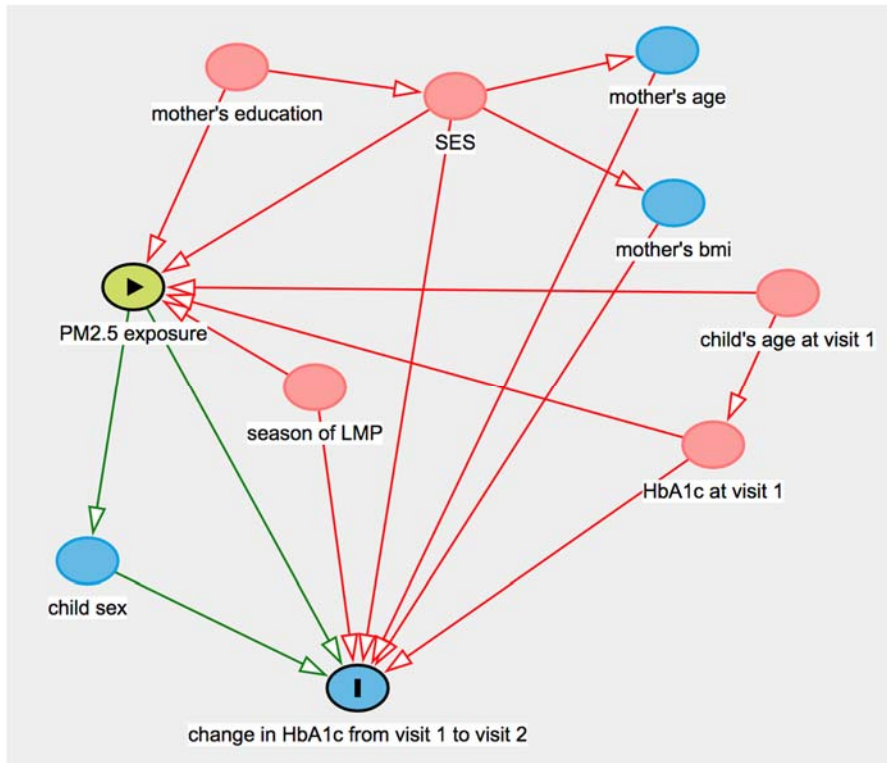 mother's education
SES
mother's age
mother's bmi
PM2.5 exposure
child's age at visit 1
season of LMP
HbA1c at visit 1
child sex
change in HbA1c from visit 1 to visit 2